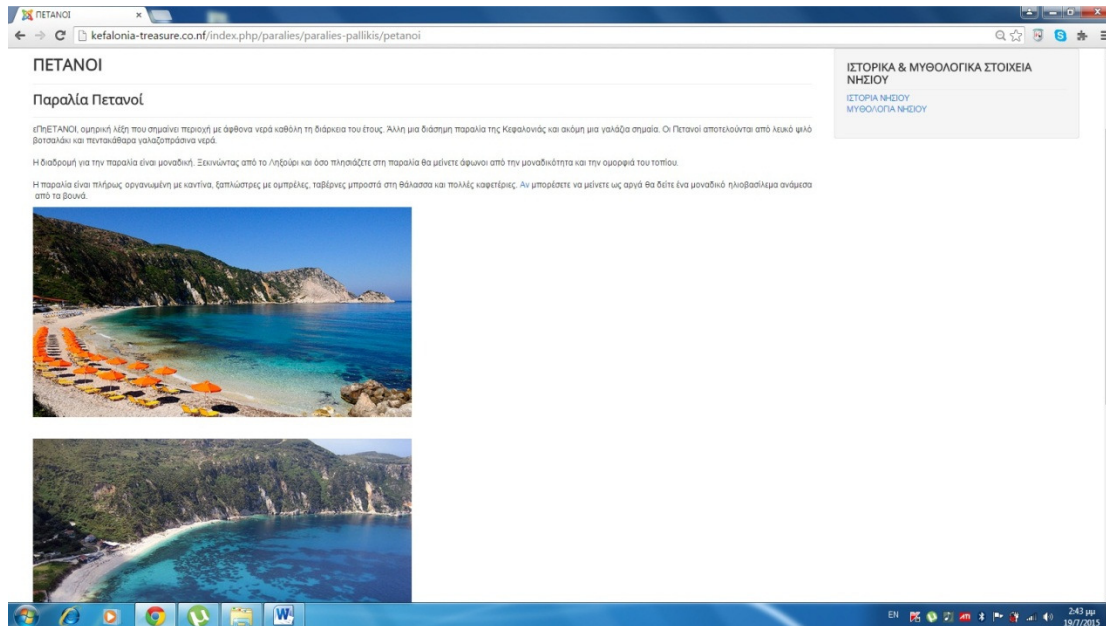 ΠΕΤΑΝΟΙ
kefalonia-treasure.co.nf/index.php/paralies/paralies-pallikis/petanoi
ΠΕΤΑΝΟΙ
Παραλία Πετανοί
εΠηΕΤΑΝΟΙ, ομηρική λέξη που σημαίνει περιοχή με άφθονα νερά καθόλη τη διάρκεια του έτους. Άλλη μια διάσημη παραλία της Κεφαλονιάς και ακόμη μια γαλάζια σημαία. Οι Πετανοί αποτελούνται από λευκό ψιλό
βοτσαλάκι και πεντακάθαρα γαλαζοπράσινα νερά.
Η διαδρομή για την παραλία είναι μοναδική. Ξεκινώντας από το Ληξούρι και όσο πλησιάζετε στη παραλία θα μείνετε άφωνοι από την μοναδικότητα και την ομορφιά του τοπίου.
Η παραλία είναι πλήρως οργανωμένη με καντίνα, ξαπλώστρες με ομπρέλες, ταβέρνες μπροστά στη θάλασσα και πολλές καφετέριες. Αν μπορέσετε να μείνετε ως αργά θα δείτε ένα μοναδικό ηλιοβασίλεμα ανάμεσα
από τα βουνά.
ΙΣΤΟΡΙΚΑ & ΜΥΘΟΛΟΓΙΚΑ ΣΤΟΙΧΕΙΑ
ΝΗΣΙΟΥ
ΙΣΤΟΡΙΑ ΝΗΣΙΟΥ
ΜΥΘΟΛΟΓΙΑ ΝΗΣΙΟΥ
EN
2:43 μμ
19/7/2015